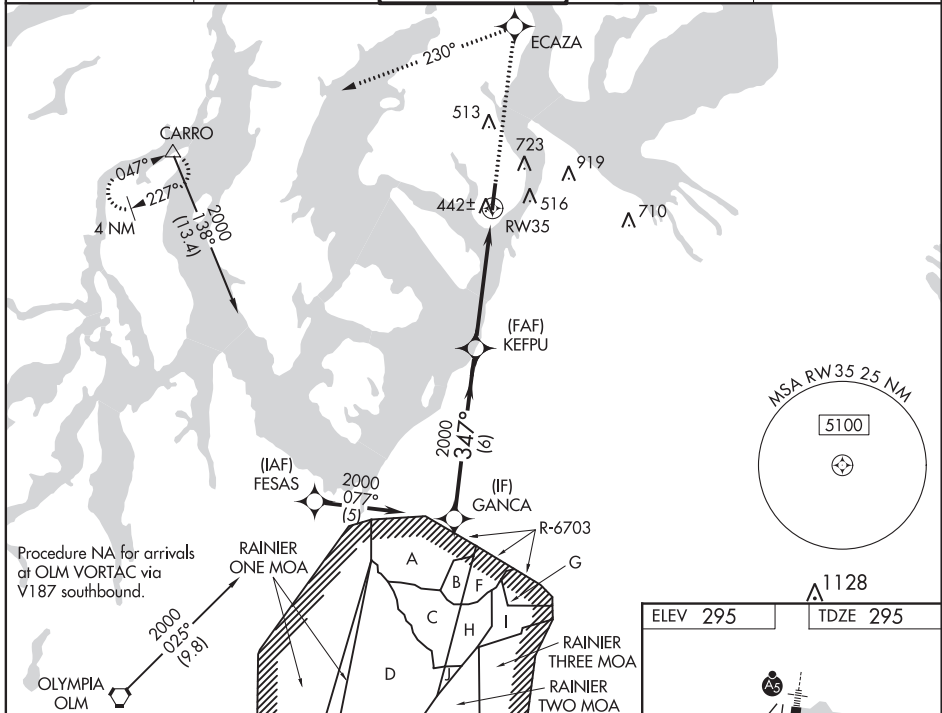 ECAZA
230°
513
CARRO
723
919
047°
227°
442±
516
710
4 NM
RW35
2000
138°
(13.4)
(FAF)
KEFPU
MSA RW35 25 NM
5100
2000
347°
(6)
(IAF)
FESAS
2000
077°
(5)
(IF)
GANCA
R-6703
Procedure NA for arrivals
at OLM VORTAC via
V187 southbound.
RAINIER
ONE MOA
A
B
F
G
C
H
I
1128
2000
025°
(9.8)
ELEV 295
TDZE 295
RAINIER
THREE MOA
D
J
OLYMPIA
OLM
RAINIER
TWO MOA
A5